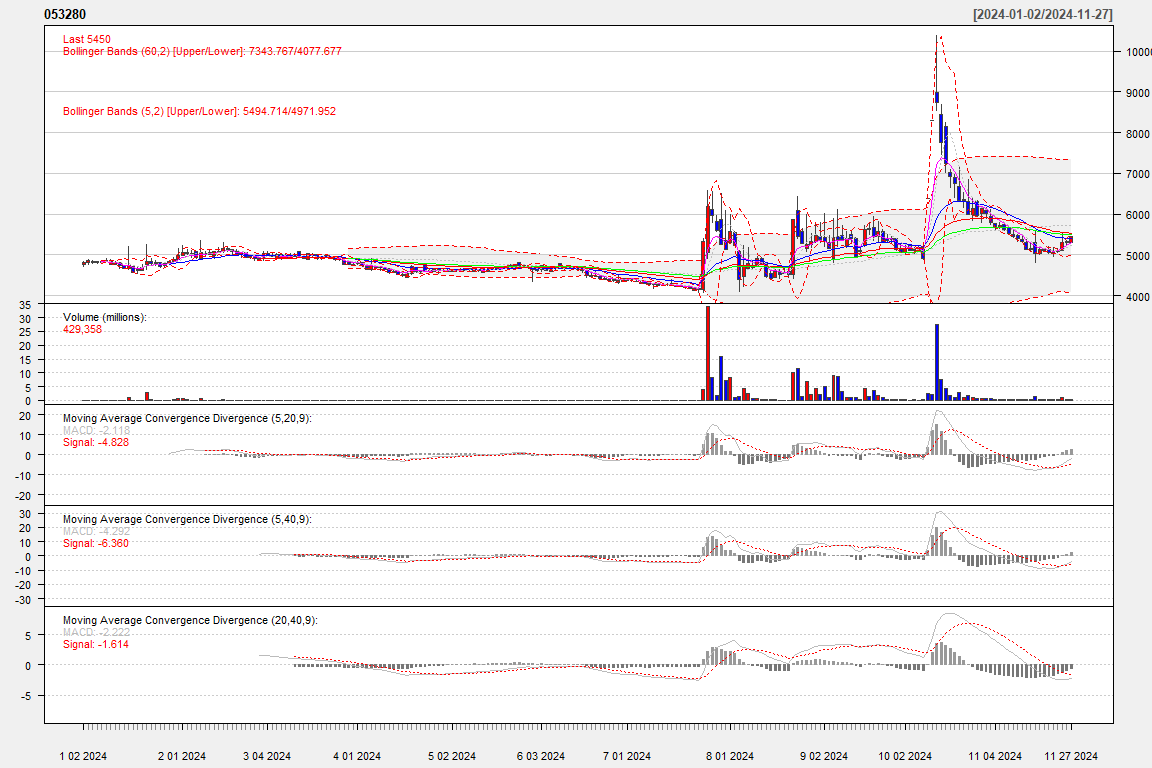 053280 [2024-01-02/2024-11-27]
Last 5450
Bollinger Bands (60,2) [Upper/Lower]: 7343.767/4077.677
Bollinger Bands (5,2) [Upper/Lower]: 5494.714/4971.952
10000
9000
8000
7000
6000
5000
4000
Volume (millions):
429,358
35
30
25
20
15
10
5
0
Moving Average Convergence Divergence (5,20,9):
MACD: -2.118
Signal: -4.828
20
10
0
-10
-20
Moving Average Convergence Divergence (5,40,9):
MACD: -4.292
Signal: -6.360
30
20
10
0
-10
-20
-30
Moving Average Convergence Divergence (20,40,9):
MACD: -2.222
Signal: -1.614
5
0
-5
1 02 2024 2 01 2024 3 04 2024 4 01 2024 5 02 2024 6 03 2024 7 01 2024 8 01 2024 9 02 2024 10 02 2024 11 04 2024 11 27 2024